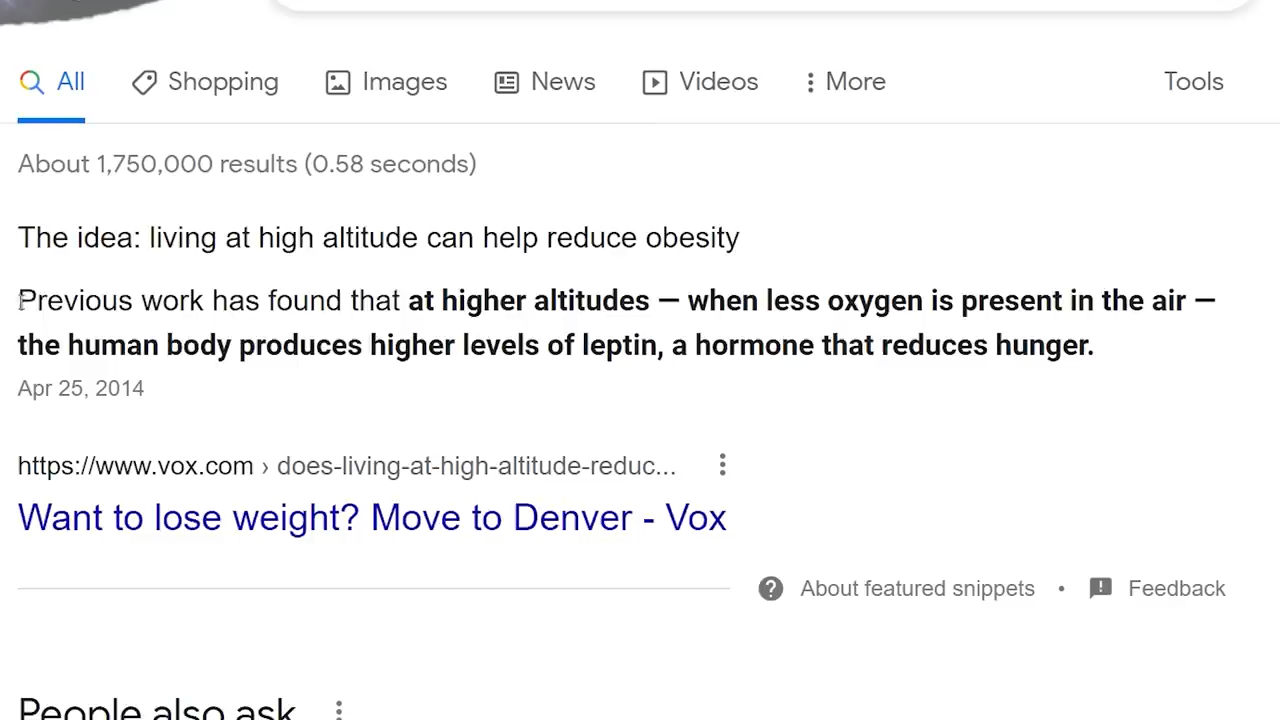 All Shopping Images News Videos More Tools
About 1,750,000 results (0.58 seconds)
The idea: living at high altitude can help reduce obesity
Previous work has found that at higher altitudes — when less oxygen is present in the air —
the human body produces higher levels of leptin, a hormone that reduces hunger.
Apr 25, 2014
https://www.vox.com › does-living-at-high-altitude-reduc...
Want to lose weight? Move to Denver - Vox
About featured snippets • Feedback
People also ask